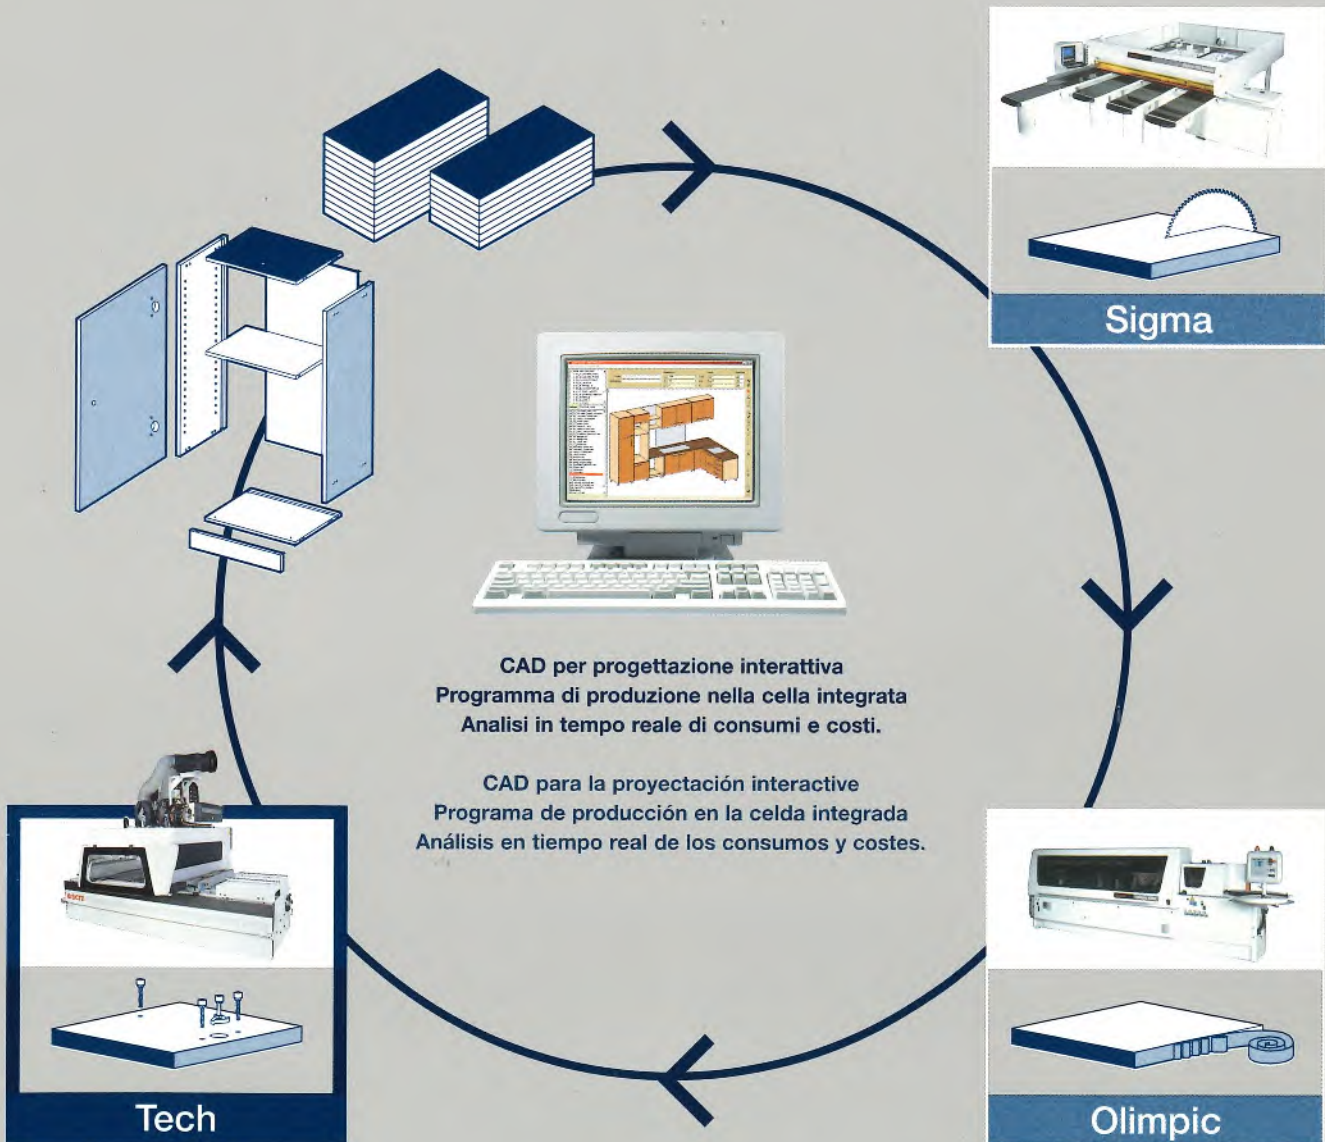 Sigma
CAD per progettazione interattiva
Programma di produzione nella cella integrata
Analisi in tempo reale di consumi e costi.
CAD para la proyectación interactive
Programa de producción en la celda integrada
Análisis en tiempo real de los consumos y costes.
Tech
Olimpic